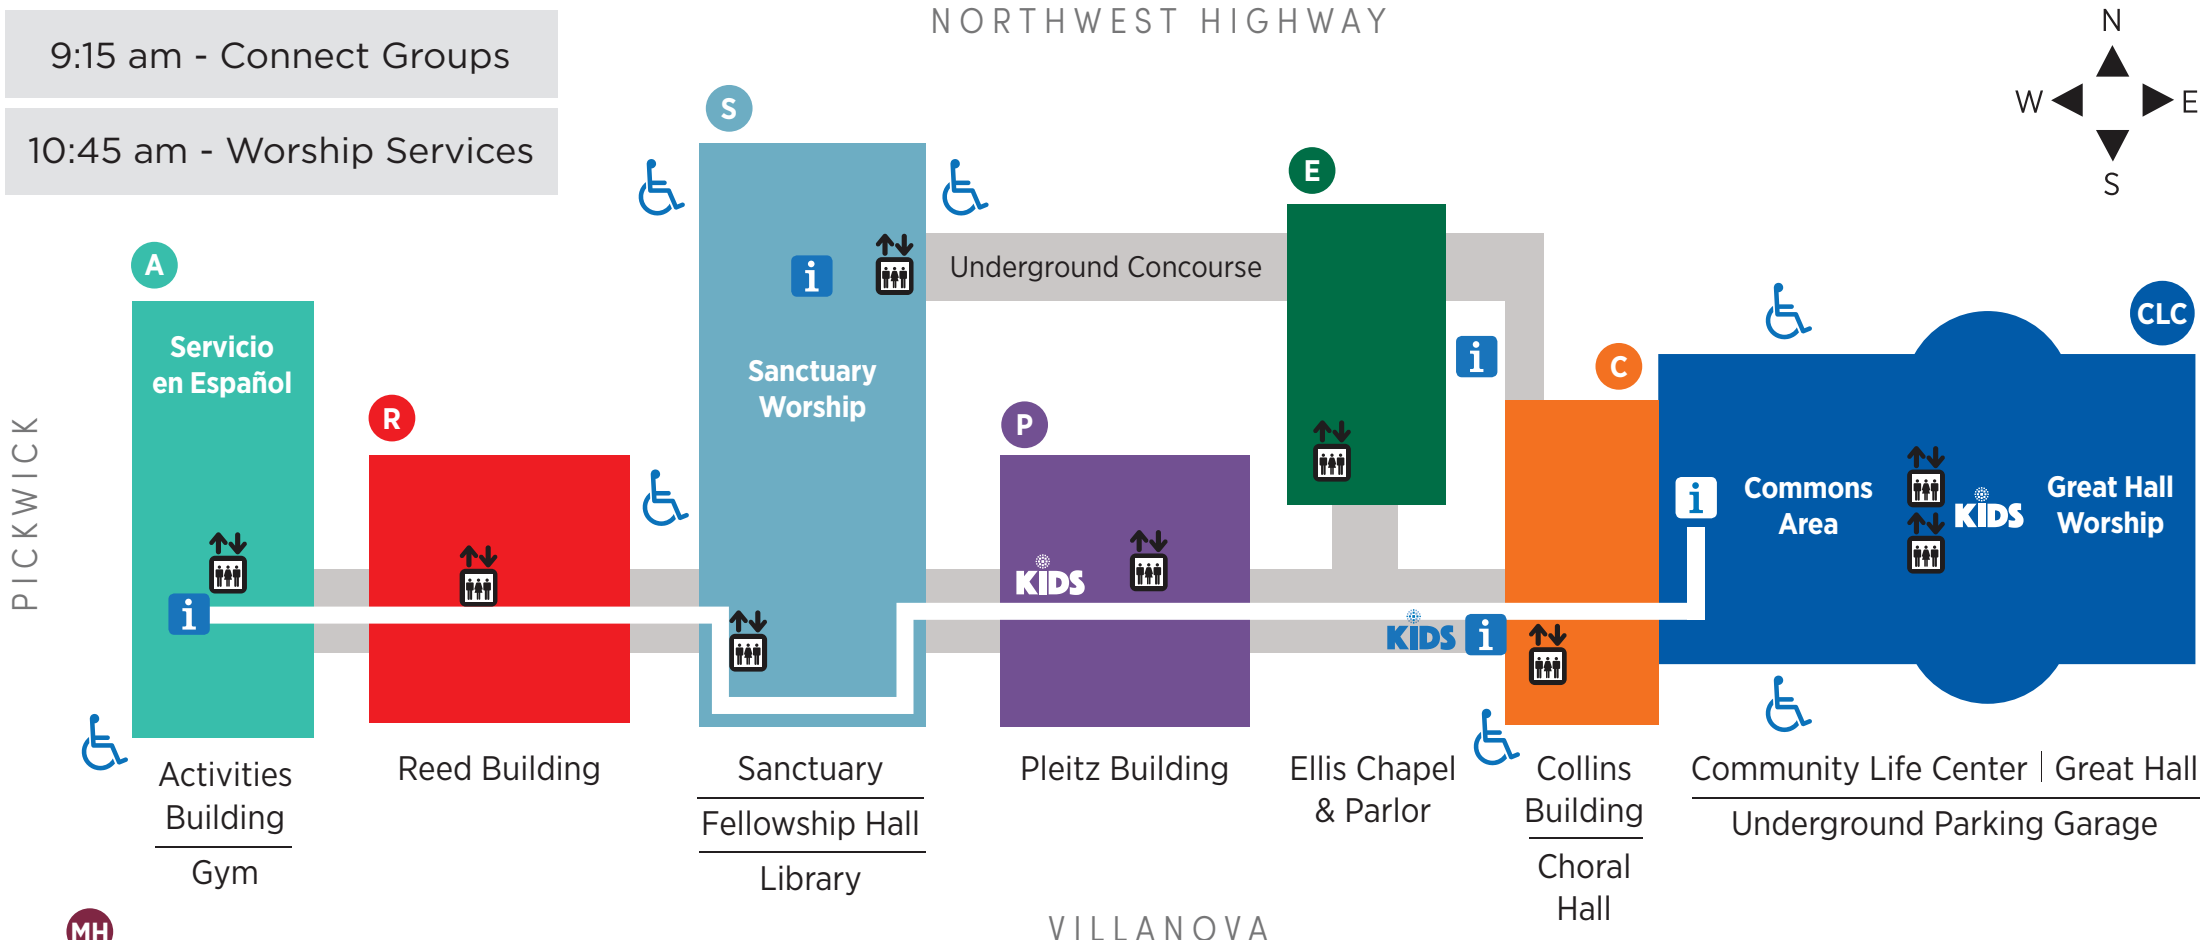 NORTHWEST HIGHWAY
9:15 am - Connect Groups
10:45 am - Worship Services
N
W
E
S
S
E
A
Underground Concourse
i
CLC
Servicio
en Español
Sanctuary
Worship
i
C
R
P
PICKWICK
i
Commons
Area
KIDS
Great Hall
Worship
KIDS
i
KIDS
i
Activities
Building
Gym
Reed Building
Sanctuary
Fellowship Hall
Library
Pleitz Building
Ellis Chapel
& Parlor
Collins
Building
Choral
Hall
Community Life Center | Great Hall
Underground Parking Garage
MH
VILLANOVA